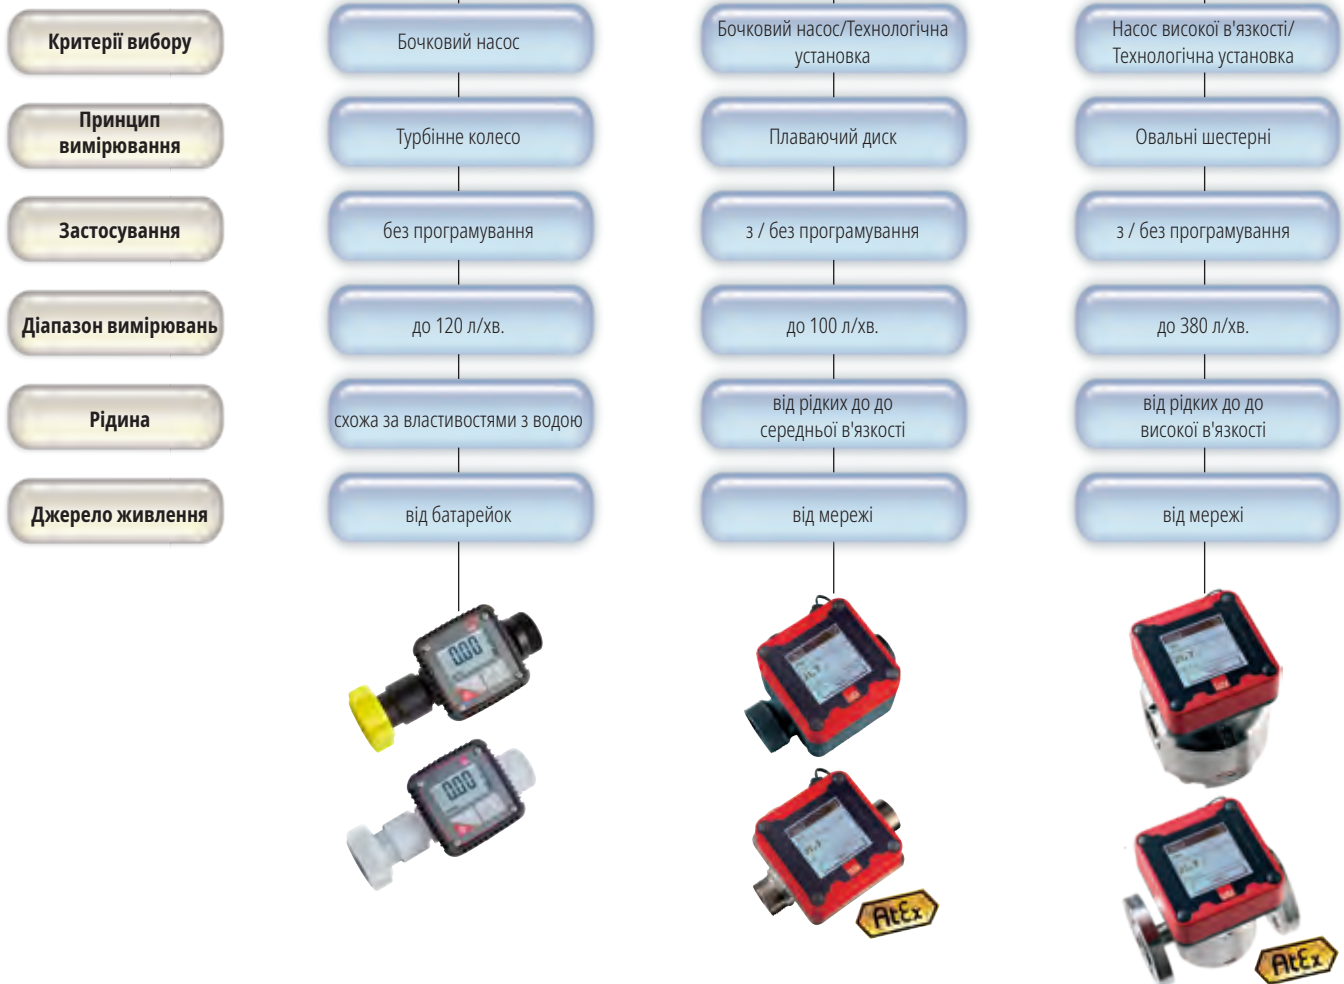 Критерії вибору
Бочковий насос
Бочковий насос/Технологічна
установка
Насос високої в'язкості/
Технологічна установка
Принцип
вимірювання
Турбінне колесо
Плаваючий диск
Овальні шестерні
Застосування
без програмування
з / без програмування
з / без програмування
Діапазон вимірювань
до 120 л/хв.
до 100 л/хв.
до 380 л/хв.
Рідина
схожа за властивостями з водою
від рідких до до
середньої в'язкості
від рідких до до
високої в'язкості
Джерело живлення
від батарейок
від мережі
від мережі
0.00
0.00
AtEx
AtEx